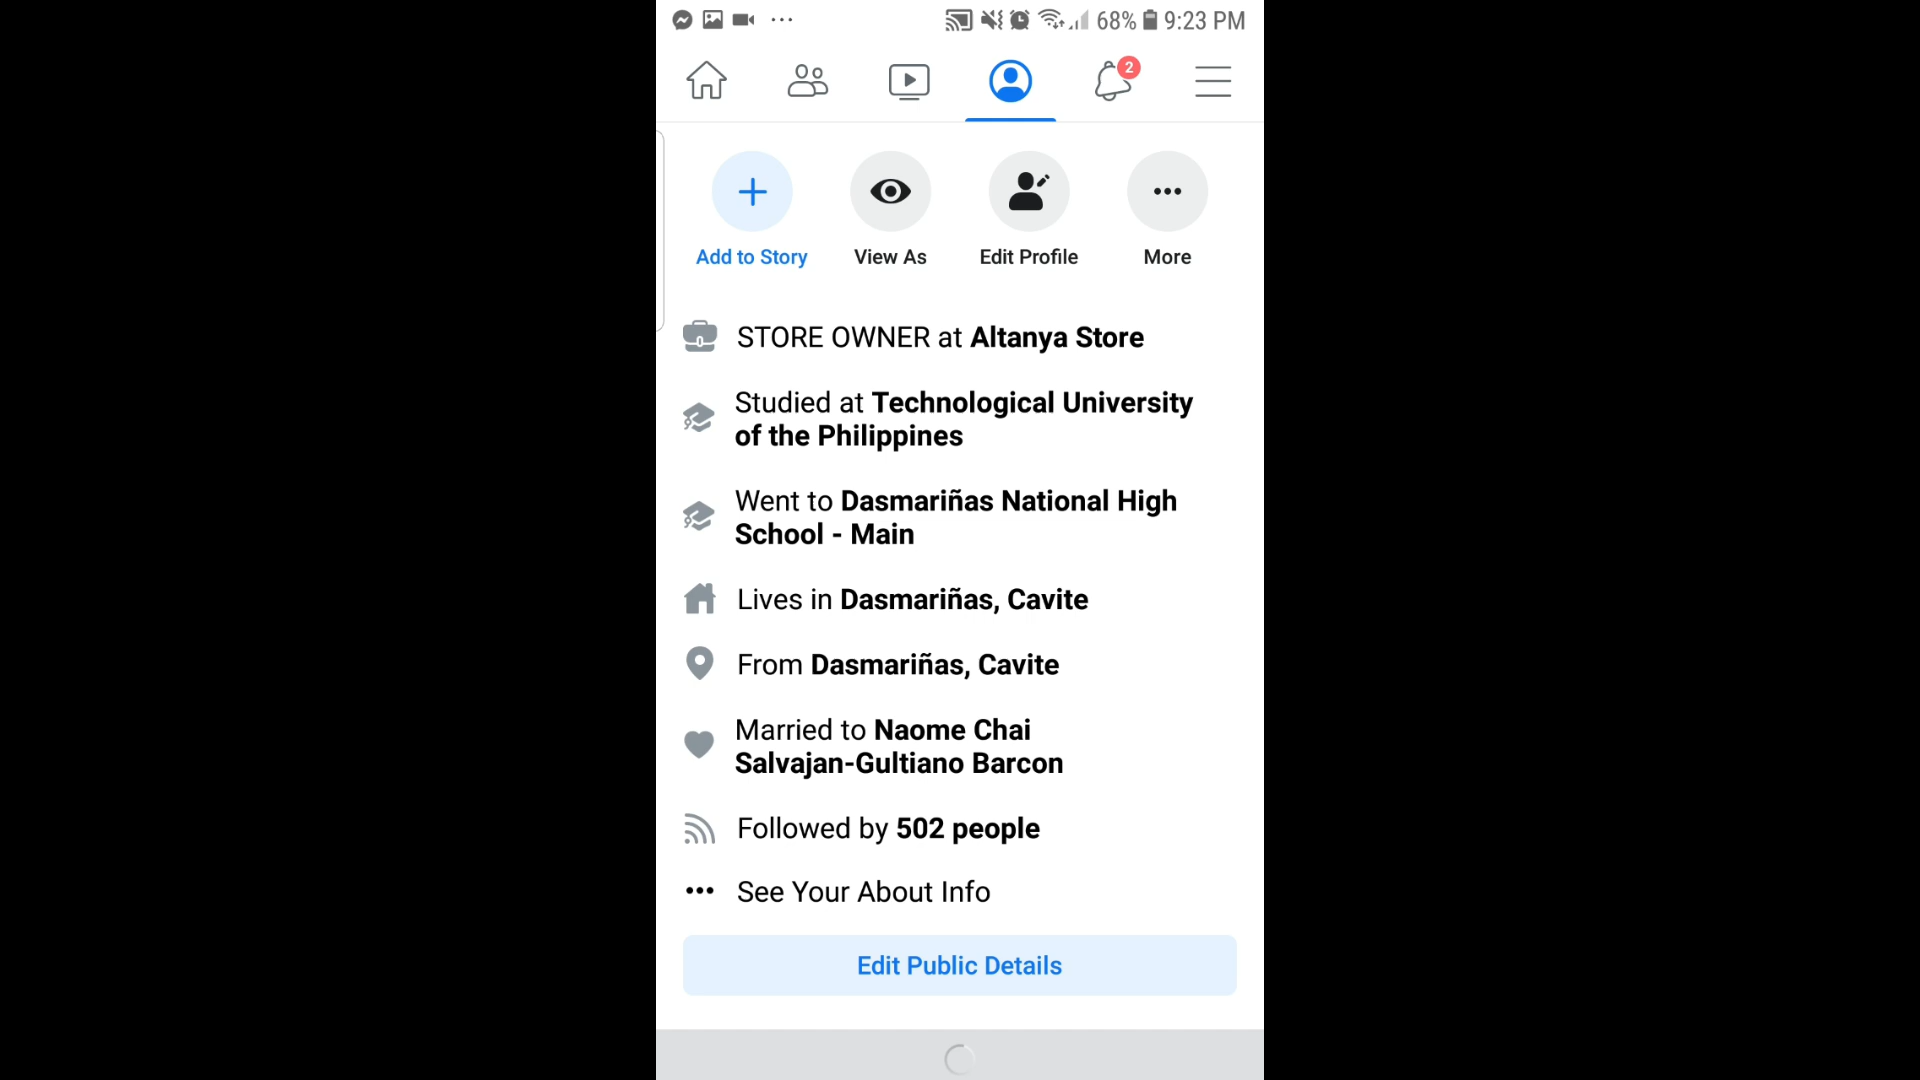 68% 9:23 PM
2
Add to Story View As Edit Profile More
STORE OWNER at Altanya Store
Studied at Technological University
of the Philippines
Went to Dasmariñas National High
School - Main
Lives in Dasmariñas, Cavite
From Dasmariñas, Cavite
Married to Naome Chai
Salvajan-Gultiano Barcon
Followed by 502 people
See Your About Info
Edit Public Details